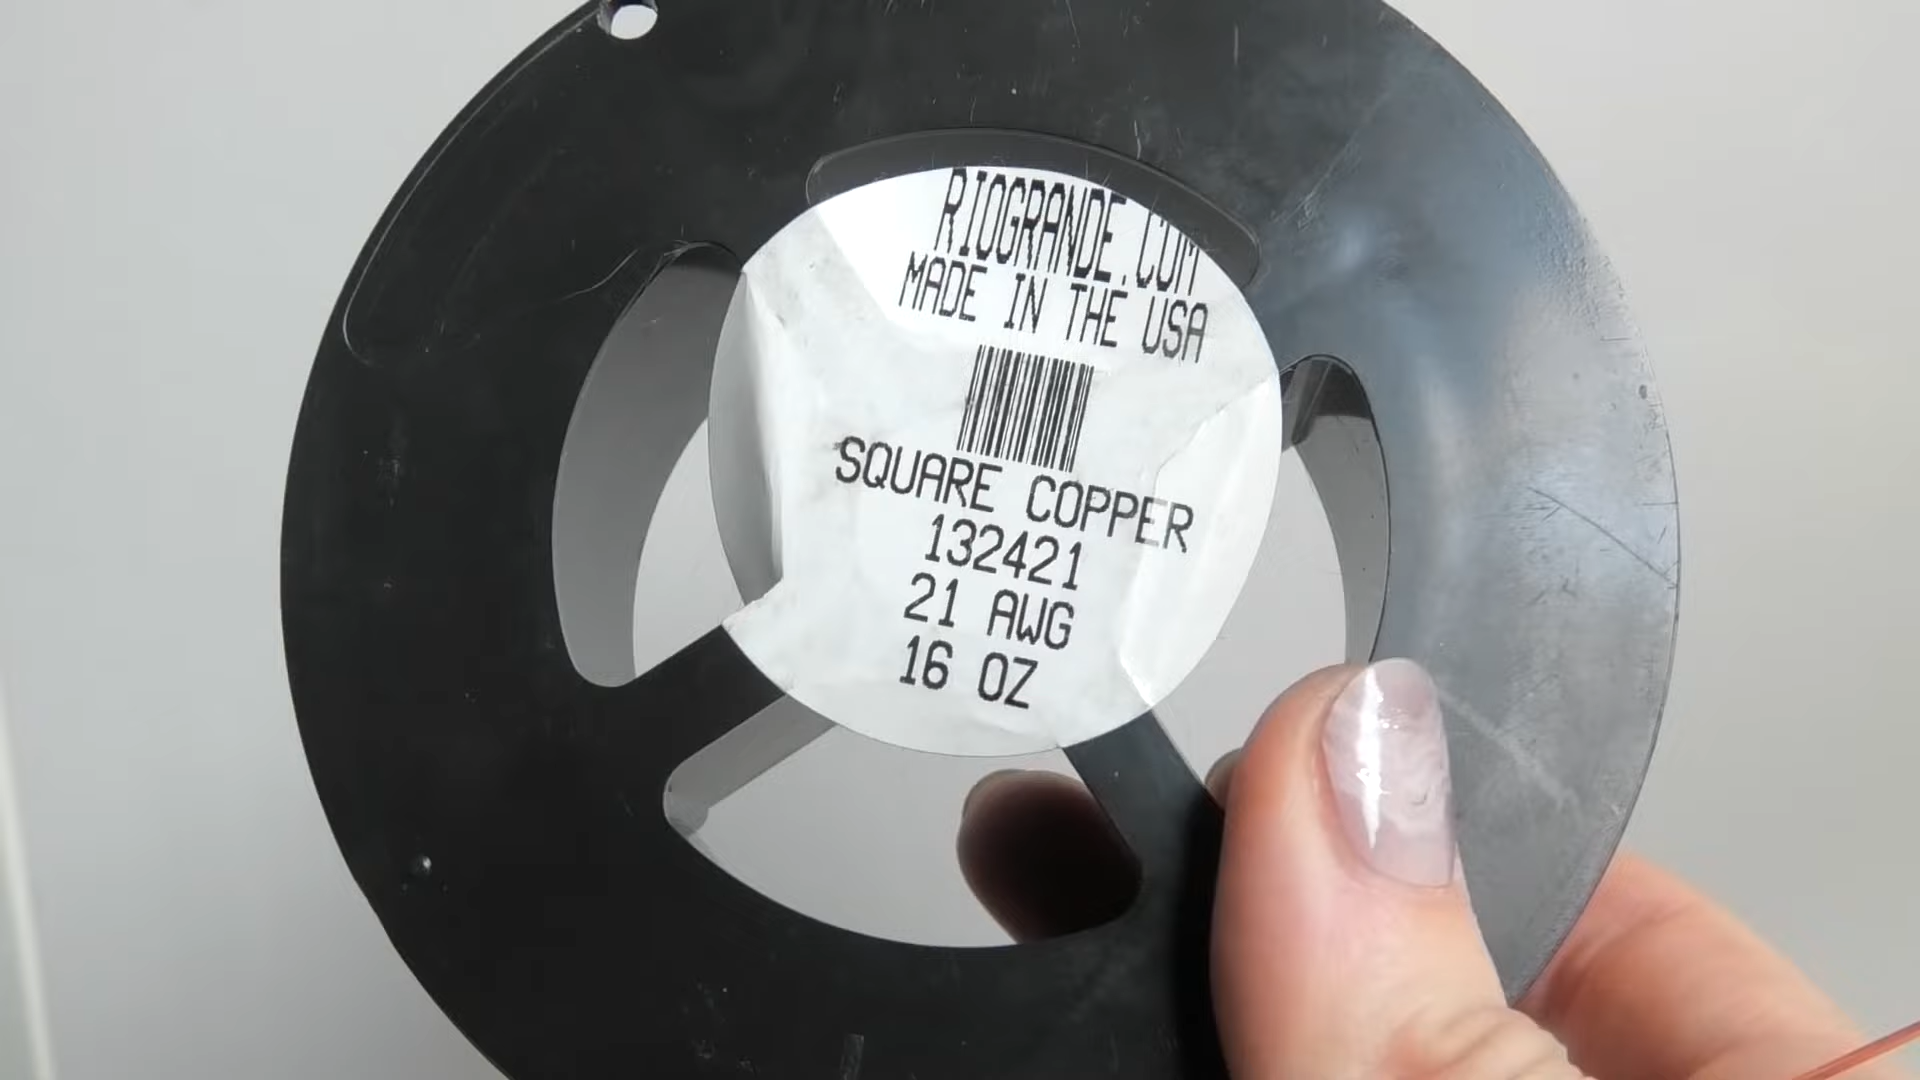 RIOGRANDE.COM
MADE IN THE USA
SQUARE COPPER
132421
21 AWG
16 OZ